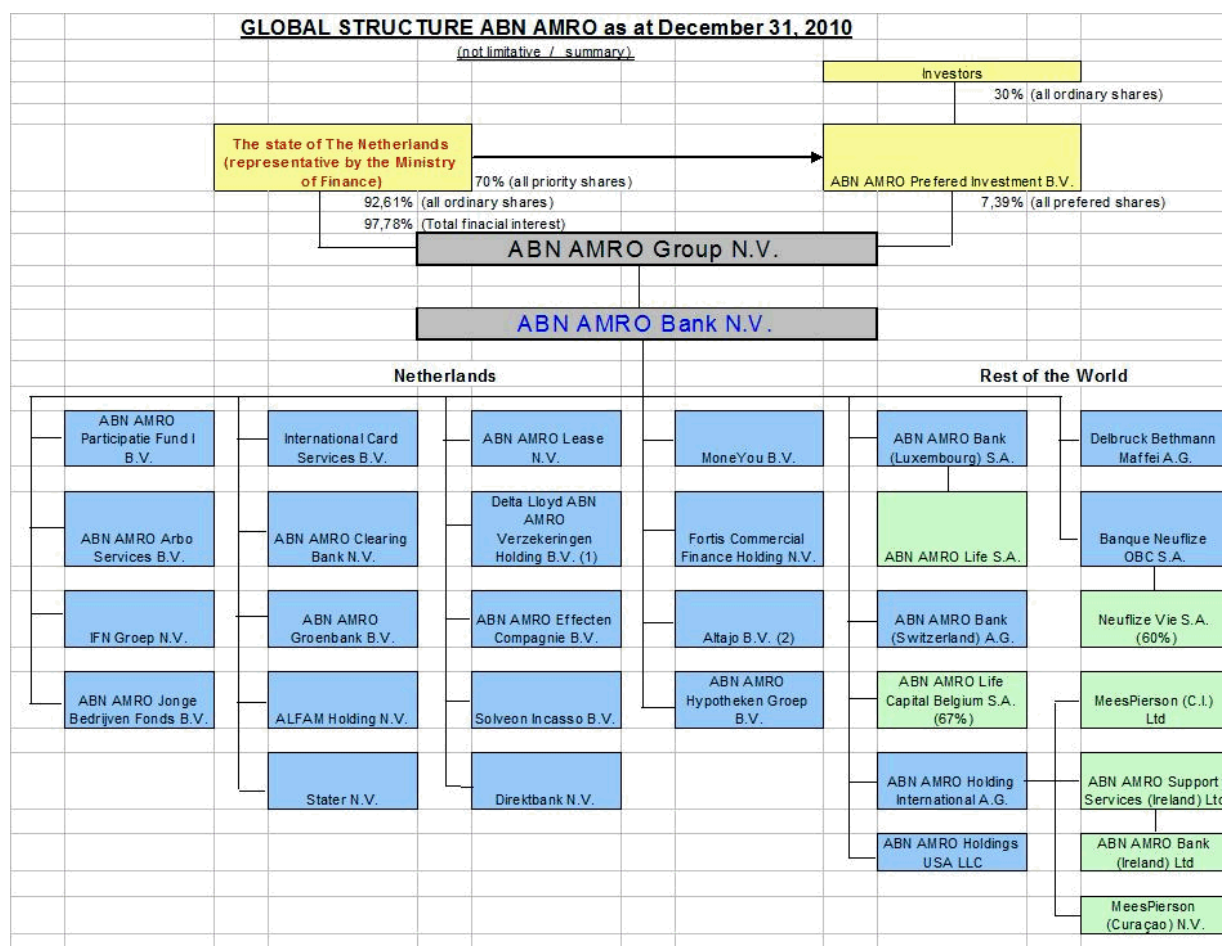 GLOBAL STRUCTURE ABN AMRO as at December 31, 2010
(not limitative / summary)
Investors
30% (all ordinary shares)
The state of The Netherlands
(representative by the Ministry
of Finance)
70% (all priority shares)
ABN AMRO Prefered Investment B.V.
92,61% (all ordinary shares)
7,39% (all prefered shares)
97,78% (Total finacial interest)
ABN AMRO Group N.V.
ABN AMRO Bank N.V.
Netherlands
Rest of the World
ABN AMRO
Participatie Fund I
B.V.
International Card
Services B.V.
ABN AMRO Lease
N.V.
MoneYou B.V.
ABN AMRO Bank
(Luxembourg) S.A.
Delbruck Bethmann
Maffei A.G.
ABN AMRO Arbo
Services B.V.
ABN AMRO Clearing
Bank N.V.
Delta Lloyd ABN
AMRO
Verzekeringen
Holding B.V. (1)
Fortis Commercial
Finance Holding N.V.
ABN AMRO Life S.A.
Banque Neuflize
OBC S.A.
IFN Groep N.V.
ABN AMRO
Groenbank B.V.
ABN AMRO Effecten
Compagnie B.V.
Altajo B.V. (2)
ABN AMRO Bank
(Switzerland) A.G.
Neuflize Vie S.A.
(60%)
ABN AMRO Jonge
Bedrijven Fonds B.V.
ALFAM Holding N.V.
Solveon Incasso B.V.
ABN AMRO
Hypotheken Groep
B.V.
ABN AMRO Life
Capital Belgium S.A.
(67%)
MeesPierson (C.I.)
Ltd
Stater N.V.
Direktbank N.V.
ABN AMRO Holding
International A.G.
ABN AMRO Support
Services (Ireland) Ltd
ABN AMRO Holdings
USA LLC
ABN AMRO Bank
(Ireland) Ltd
MeesPierson
(Curaçao) N.V.